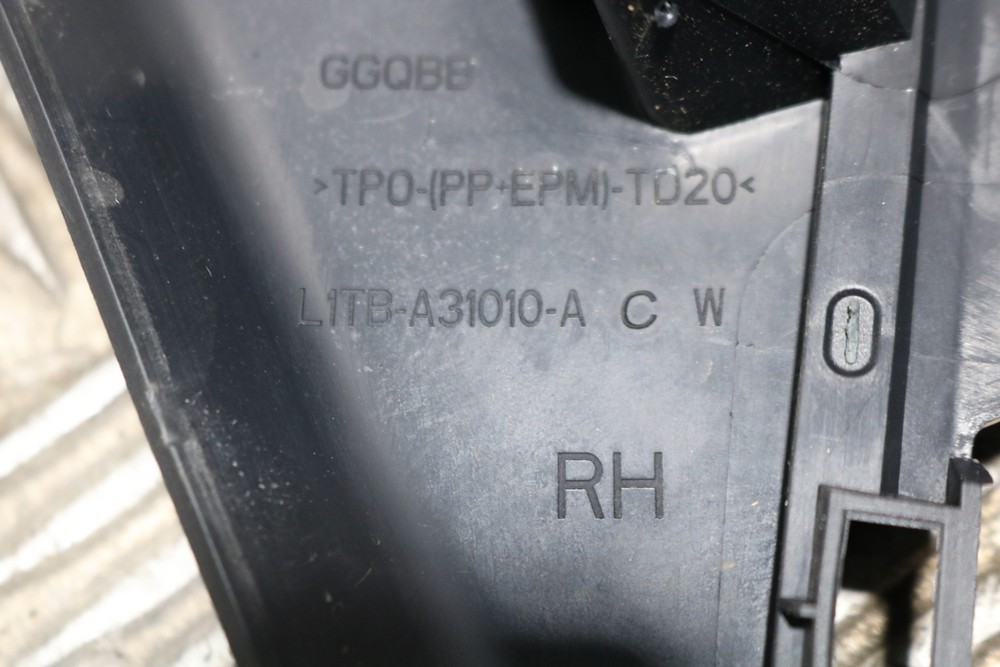 GGQBB
>TPO-(PP+EPM)-TD20<
L1TB-A31010-A C W
RH